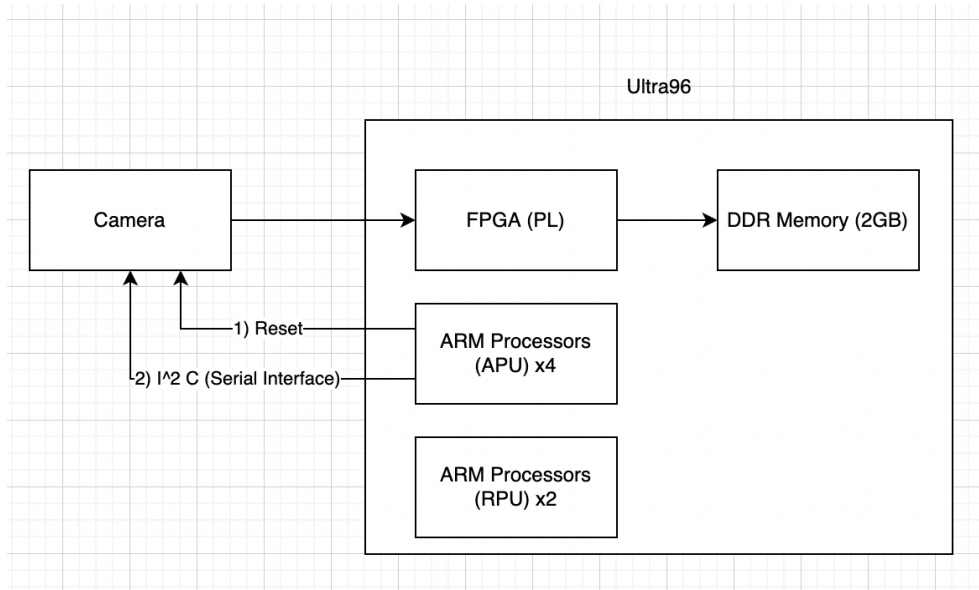 Ultra96
Camera
FPGA (PL)
DDR Memory (2GB)
1) Reset
ARM Processors
(APU) x4
2) I^2 C (Serial Interface)
ARM Processors
(RPU) x2